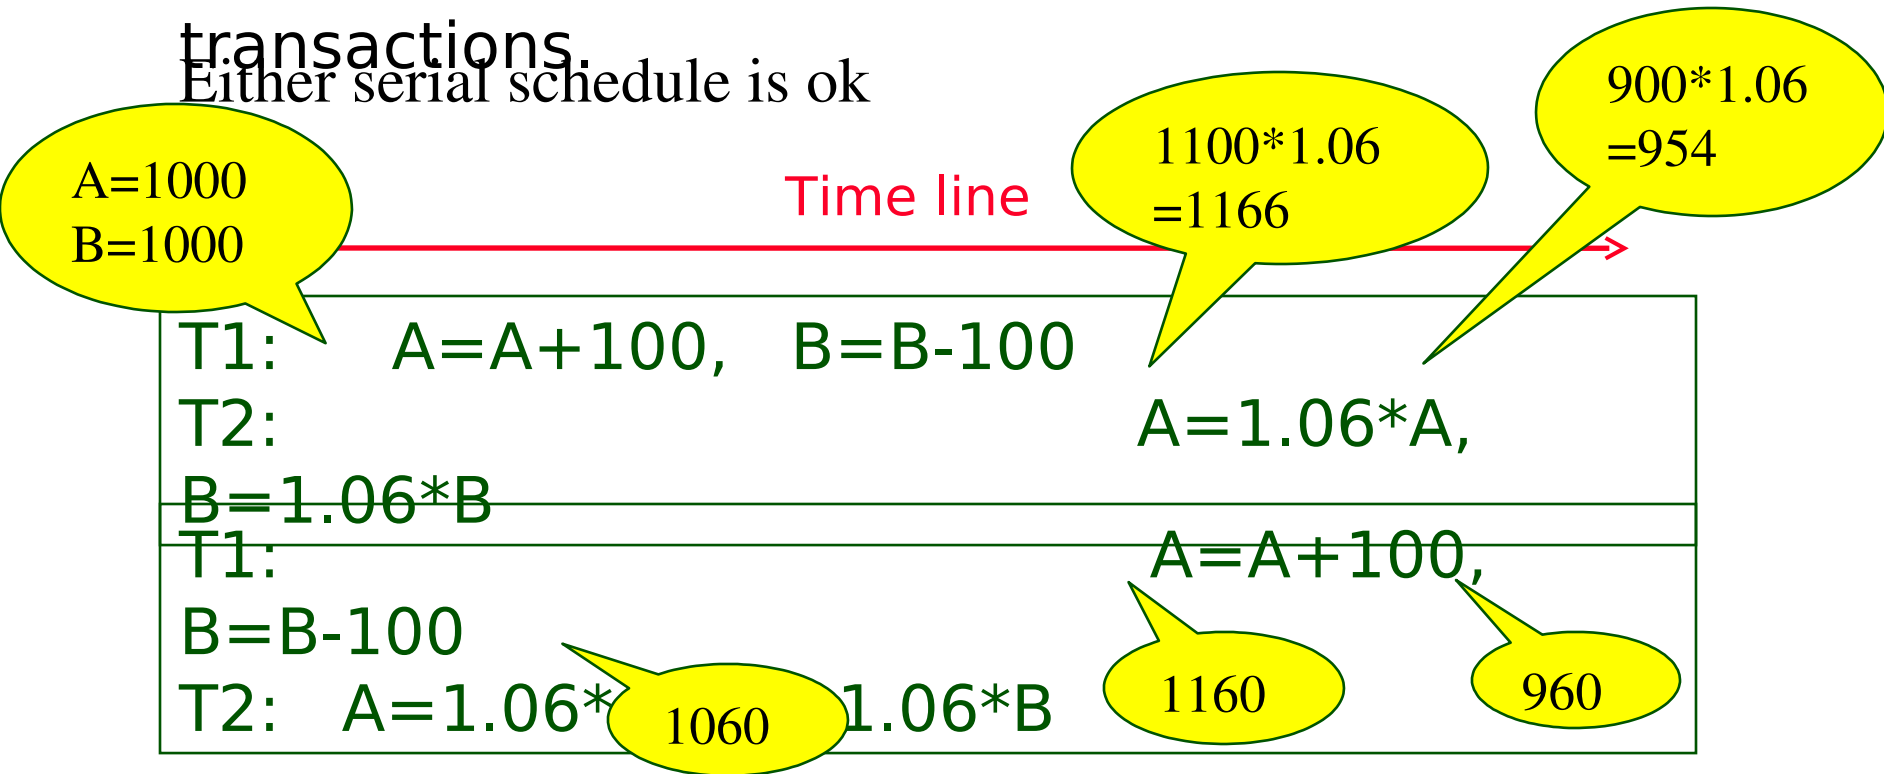 transactions.
Either serial schedule is ok
900*1.06
=954
1100*1.06
=1166
A=1000
B=1000
Time line
T1: A=A+100, B=B-100
T2: A=1.06*A,
B=1.06*B
T1: A=A+100,
B=B-100
T2: A=1.06* 1.06*B
1060
1160
960